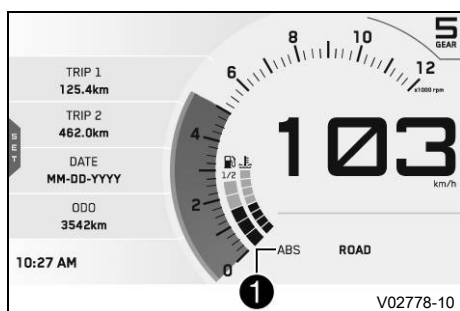 TRIP 1
125.4km
TRIP 2
462.0km
SET
DATE
MM-DD-YYYY
ODO
3542km
10:27 AM
0
2
4
6
8
10
12
x1000 rpm
5
GEAR
1/2
103
km/h
1
ABS
ROAD
V02778-10